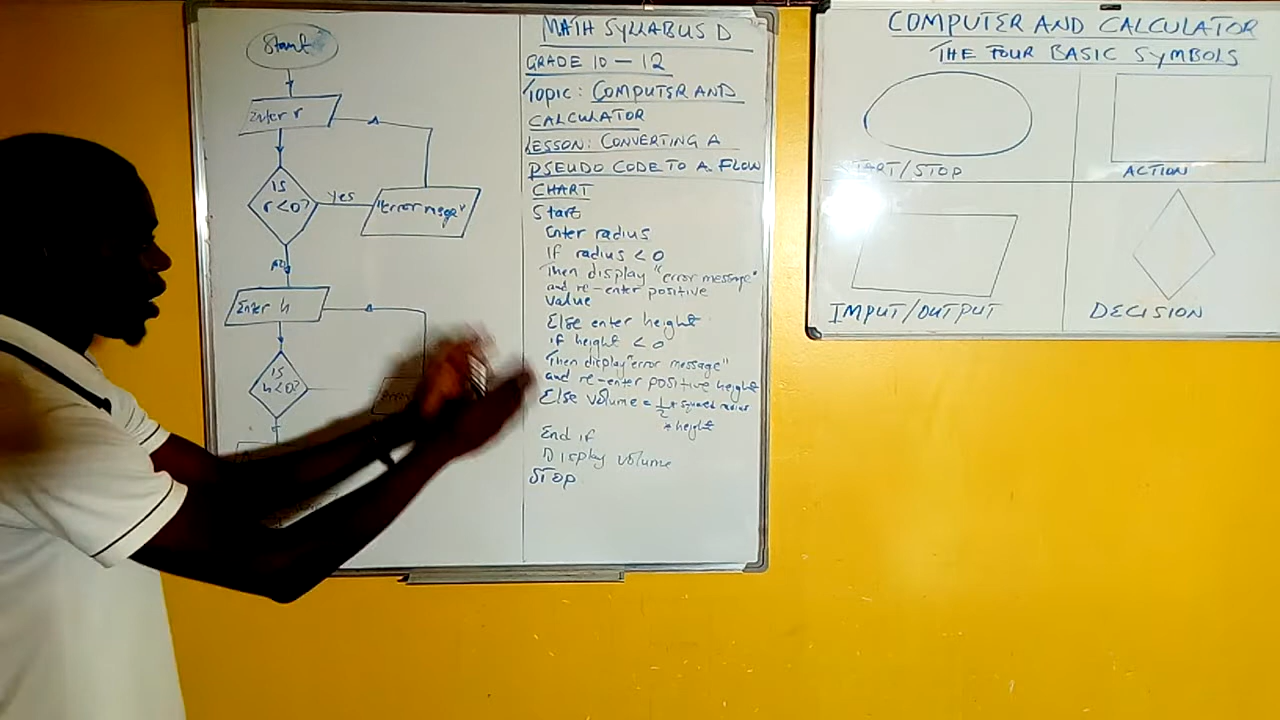 Start
Enter r
Is
r<0?
Yes
"Error msge"
No
Enter h
Is
h<0?
MATH SYLLABUS D
GRADE 10 - 12
TOPIC: COMPUTER AND
CALCULATOR
LESSON: CONVERTING A
PSEUDO CODE TO A FLOW
CHART
Start
Enter radius
If radius < 0
Then display "error message"
and re-enter positive
value
Else enter height
if height < 0
Then display "error message"
and re-enter positive height
Else volume = 1/2 * squared radius
* height
End if
Display volume
STOP
COMPUTER AND CALCULATOR
THE FOUR BASIC SYMBOLS
START/STOP
ACTION
IMPUT/OUTPUT
DECISION